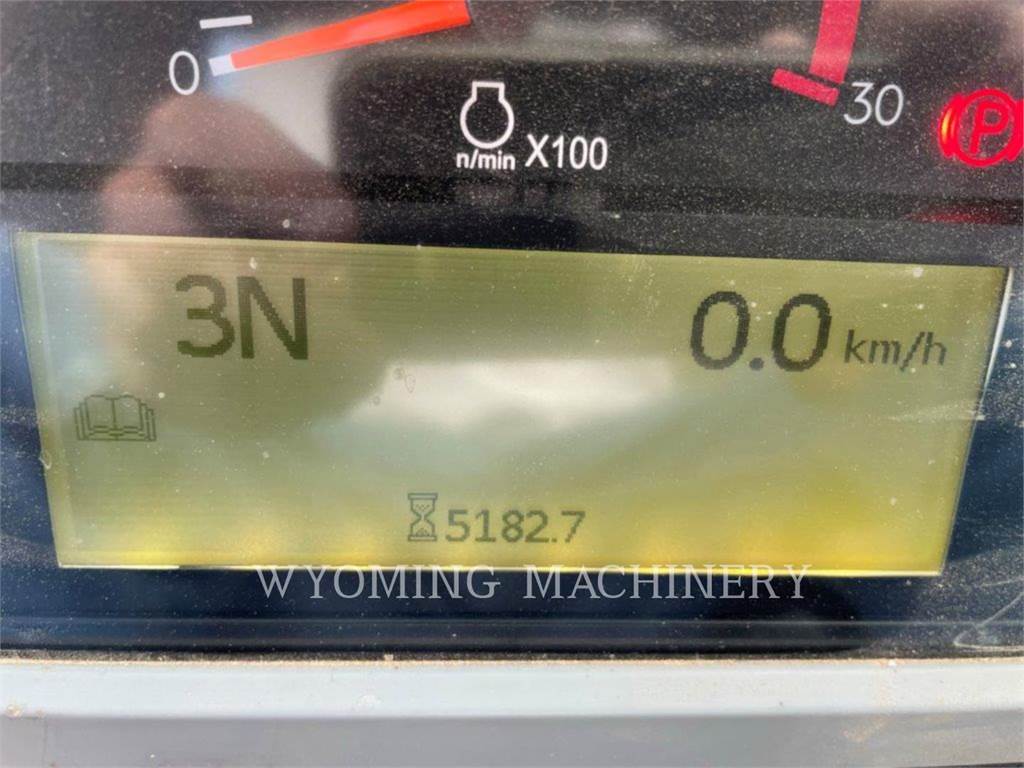 0
30
P
n/min X100
3N
0.0 km/h
5182.7
WYOMING MACHINERY